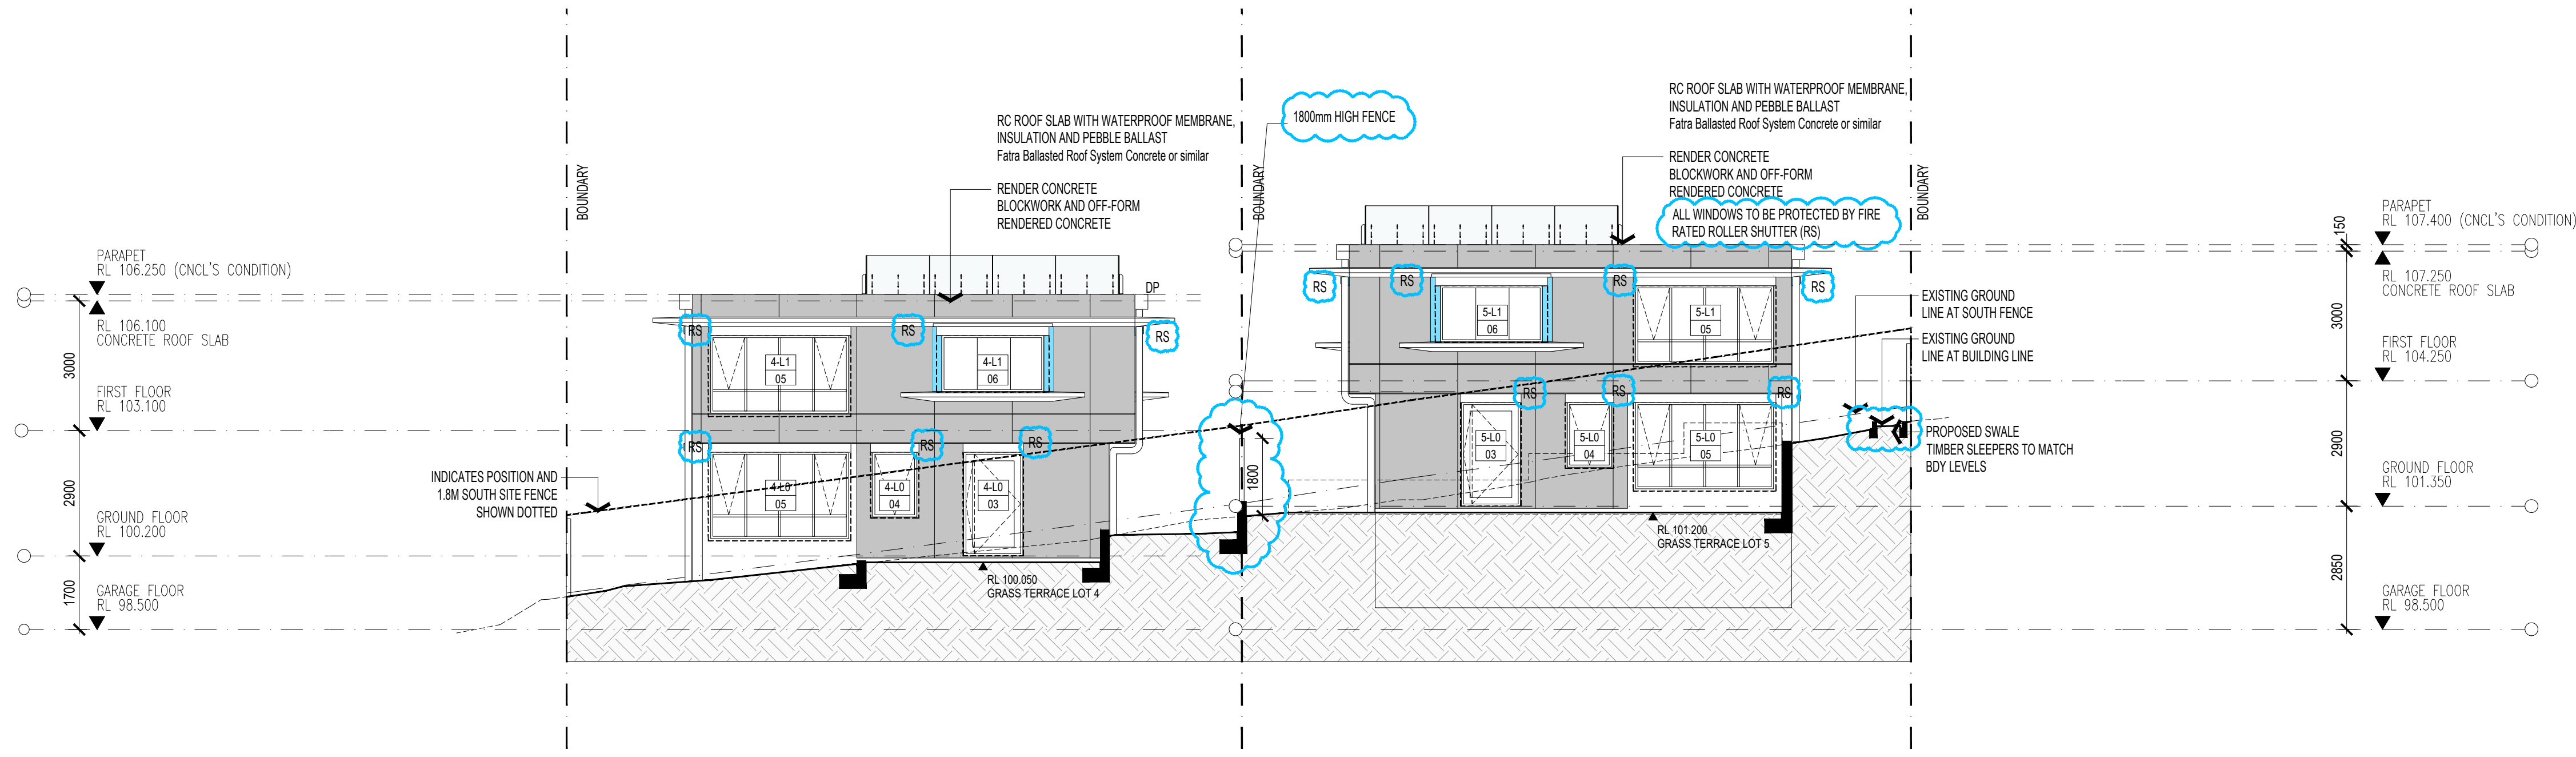 PARAPET
RL 106.250 (CNCL'S CONDITION)
RL 106.100
CONCRETE ROOF SLAB
3000
FIRST FLOOR
RL 103.100
2900
GROUND FLOOR
RL 100.200
1700
GARAGE FLOOR
RL 98.500
BOUNDARY
INDICATES POSITION AND
1.8M SOUTH SITE FENCE
SHOWN DOTTED
RC ROOF SLAB WITH WATERPROOF MEMBRANE,
INSULATION AND PEBBLE BALLAST
Fatra Ballasted Roof System Concrete or similar
RENDER CONCRETE
BLOCKWORK AND OFF-FORM
RENDERED CONCRETE
DP
RS
RS
RS
4-L1
05
4-L1
06
RS
RS
RS
4-L0
05
4-L0
04
4-L0
03
RL 100.050
GRASS TERRACE LOT 4
BOUNDARY
1800mm HIGH FENCE
1800
RC ROOF SLAB WITH WATERPROOF MEMBRANE,
INSULATION AND PEBBLE BALLAST
Fatra Ballasted Roof System Concrete or similar
RENDER CONCRETE
BLOCKWORK AND OFF-FORM
RENDERED CONCRETE
ALL WINDOWS TO BE PROTECTED BY FIRE
RATED ROLLER SHUTTER (RS)
RS
RS
RS
RS
5-L1
06
5-L1
05
RS
RS
RS
5-L0
03
5-L0
04
5-L0
05
RL 101.200
GRASS TERRACE LOT 5
BOUNDARY
EXISTING GROUND
LINE AT SOUTH FENCE
EXISTING GROUND
LINE AT BUILDING LINE
PROPOSED SWALE
TIMBER SLEEPERS TO MATCH
BDY LEVELS
150
3000
2900
2850
PARAPET
RL 107.400 (CNCL'S CONDITION)
RL 107.250
CONCRETE ROOF SLAB
FIRST FLOOR
RL 104.250
GROUND FLOOR
RL 101.350
GARAGE FLOOR
RL 98.500